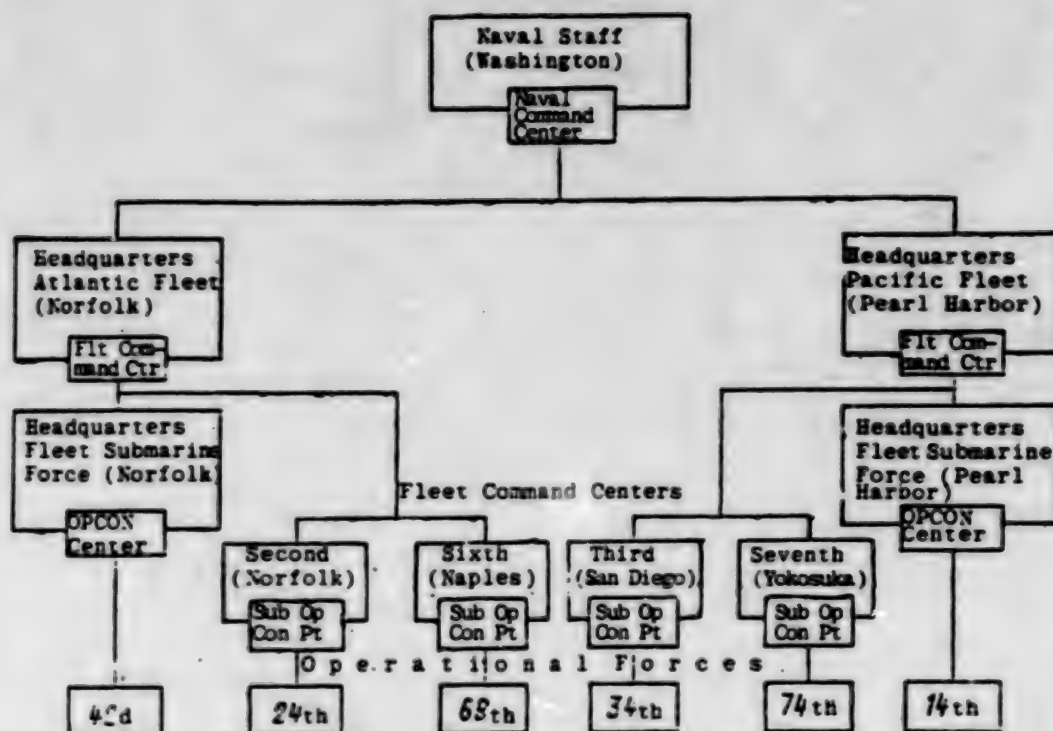 Naval Staff
(Washington)
Naval
Command
Center
Headquarters
Atlantic Fleet
(Norfolk)
Flt Com-
mand Ctr
Headquarters
Pacific Fleet
(Pearl Harbor)
Flt Com-
mand Ctr
Headquarters
Fleet Submarine
Force (Norfolk)
OPCON
Center
Headquarters
Fleet Submarine
Force (Pearl
Harbor)
OPCON
Center
Fleet Command Centers
Second
(Norfolk)
Sub Op
Con Pt
Sixth
(Naples)
Sub Op
Con Pt
Third
(San Diego)
Sub Op
Con Pt
Seventh
(Yokosuka)
Sub Op
Con Pt
Operational Forces
24th
34th
74th
14th